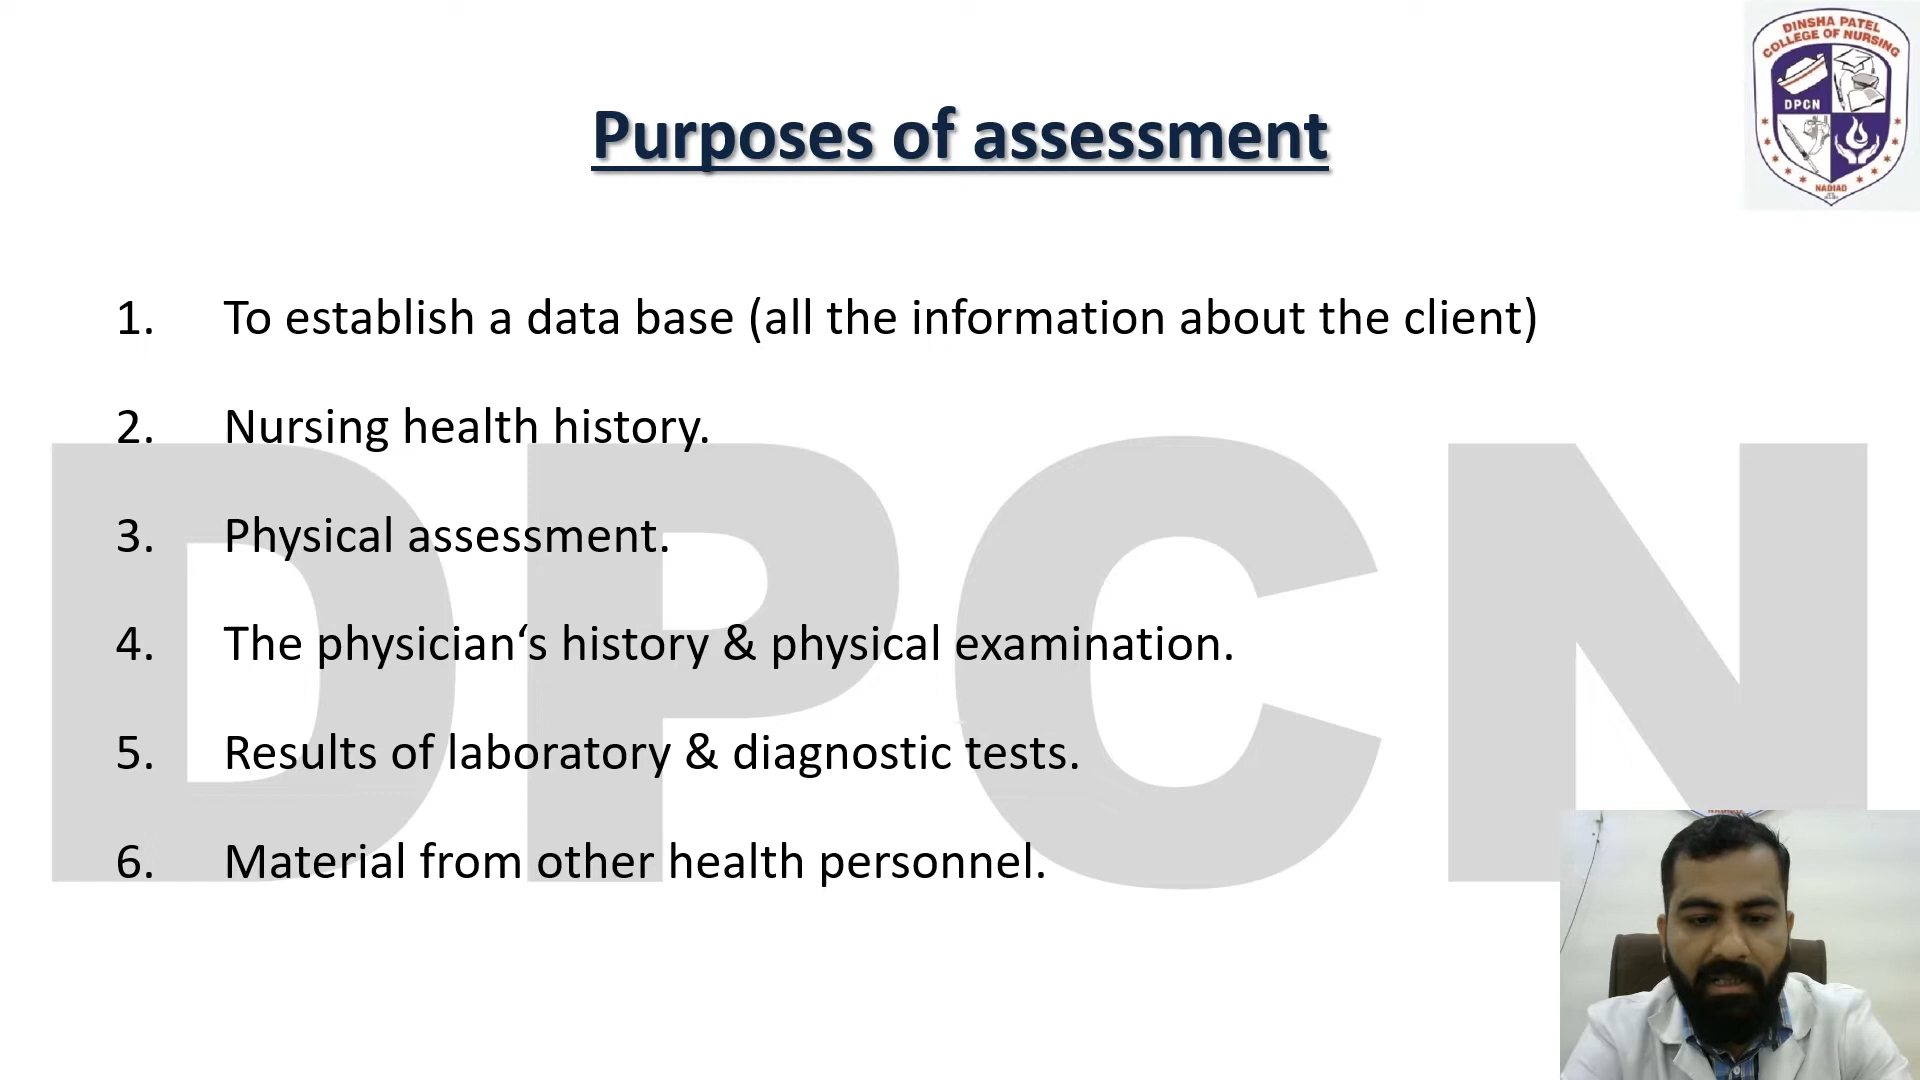 DINSHA PATEL
COLLEGE OF NURSING
DPCN
NADIAD
Purposes of assessment
1. To establish a data base (all the information about the client)
2. Nursing health history.
3. Physical assessment.
4. The physician‘s history & physical examination.
5. Results of laboratory & diagnostic tests.
6. Material from other health personnel.
DPCN